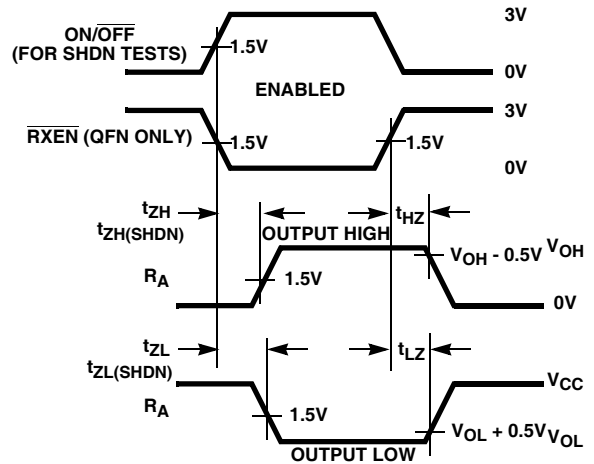 ON/OFF
(FOR SHDN TESTS)
3V
1.5V
0V
ENABLED
3V
RXEN (QFN ONLY)
1.5V
1.5V
0V
tZH
tZH(SHDN)
OUTPUT HIGH
tHZ
VOH - 0.5V
VOH
RA
1.5V
0V
tZL
tZL(SHDN)
tLZ
VCC
RA
1.5V
VOL + 0.5V
VOL
OUTPUT LOW